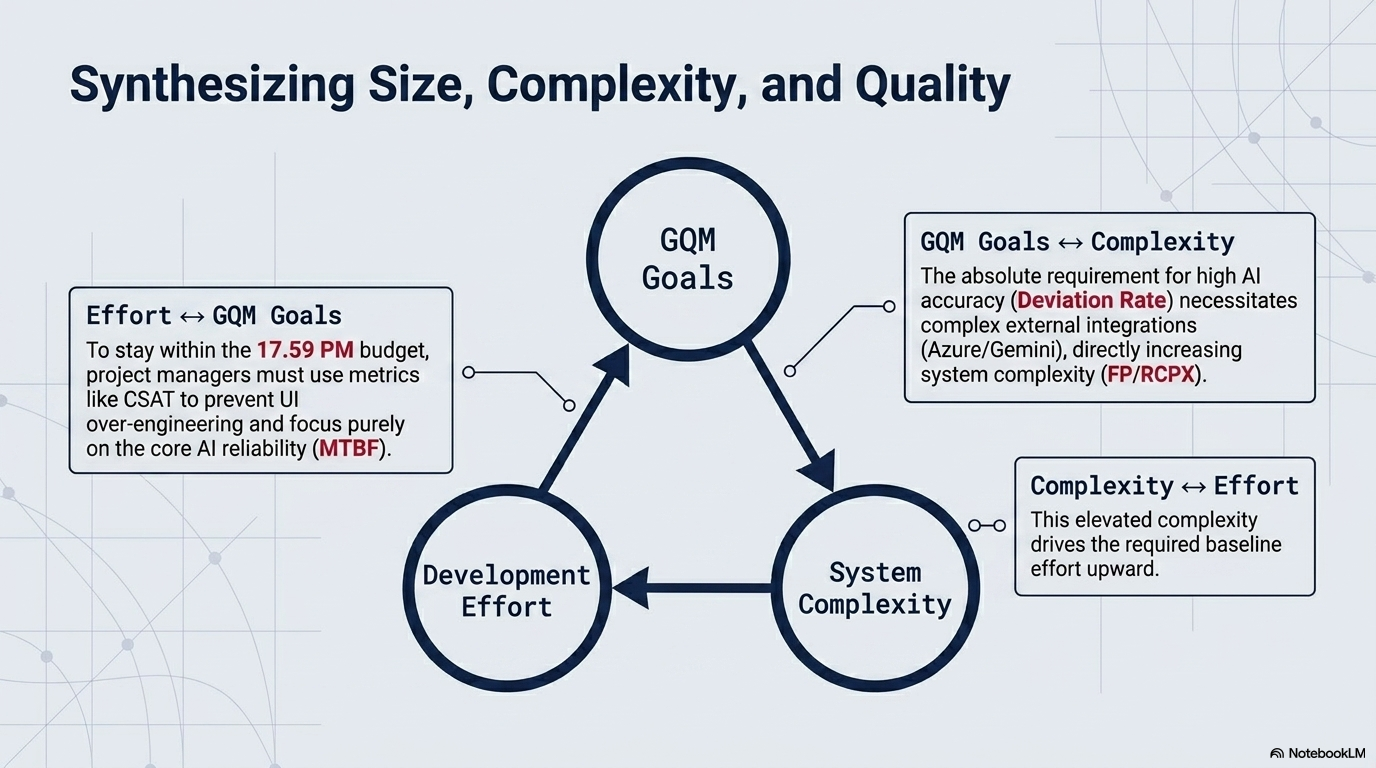 Synthesizing Size, Complexity, and Quality
GQM
Goals
GQM Goals ↔ Complexity
The absolute requirement for high AI
accuracy (Deviation Rate) necessitates
complex external integrations
(Azure/Gemini), directly increasing
system complexity (FP/RCPX).
Effort ↔ GQM Goals
To stay within the 17.59 PM budget,
project managers must use metrics
like CSAT to prevent UI
over-engineering and focus purely
on the core AI reliability (MTBF).
Complexity ↔ Effort
This elevated complexity
drives the required baseline
effort upward.
Development
Effort
System
Complexity
NotebookLM